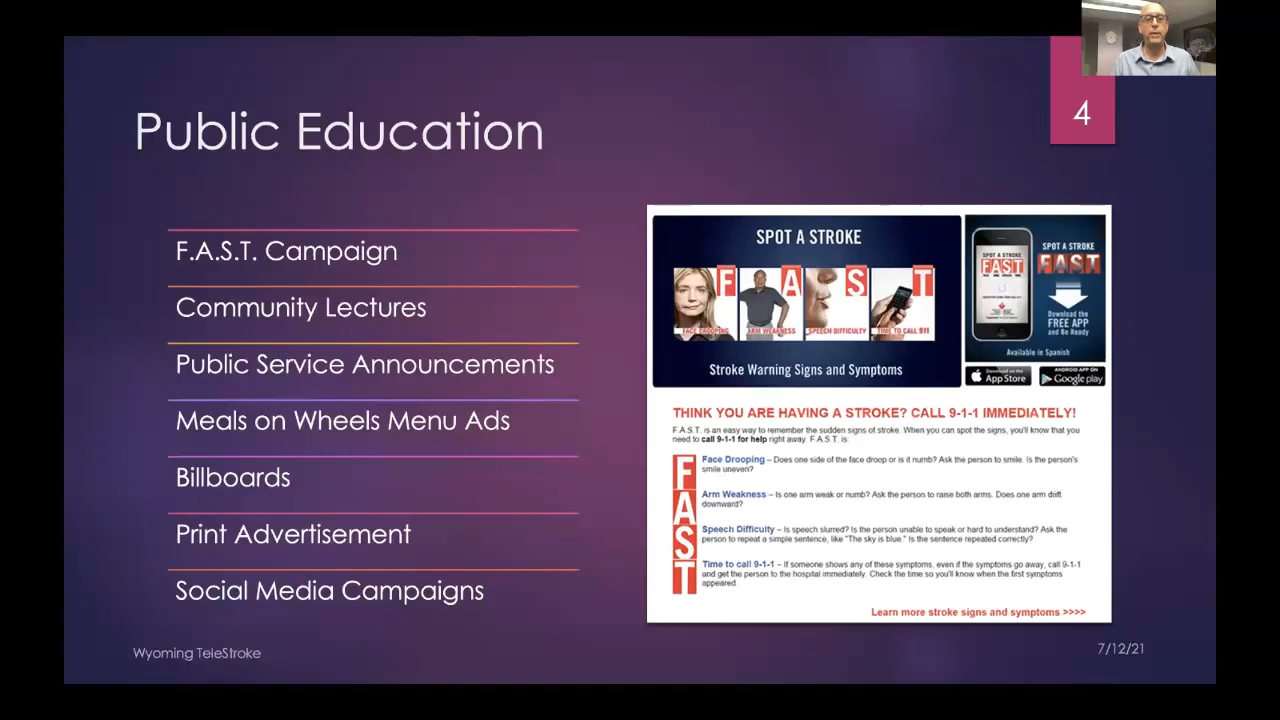 4
Public Education
F.A.S.T. Campaign
Community Lectures
Public Service Announcements
Meals on Wheels Menu Ads
Billboards
Print Advertisement
Social Media Campaigns
SPOT A STROKE
F A S T
FACE DROOPING ARM WEAKNESS SPEECH DIFFICULTY TIME TO CALL 911
Stroke Warning Signs and Symptoms
SPOT A STROKE
FAST
SPOT A STROKE
FAST
Download the
FREE APP
and Be Ready
Available in Spanish
Download on the
App Store
ANDROID APP ON
Google play
THINK YOU ARE HAVING A STROKE? CALL 9-1-1 IMMEDIATELY!
F.A.S.T. is an easy way to remember the sudden signs of stroke. When you can spot the signs, you'll know that you
need to call 9-1-1 for help right away. F.A.S.T. is:
F
Face Drooping – Does one side of the face droop or is it numb? Ask the person to smile. Is the person's
smile uneven?
A
Arm Weakness – Is one arm weak or numb? Ask the person to raise both arms. Does one arm drift
downward?
S
Speech Difficulty – Is speech slurred? Is the person unable to speak or hard to understand? Ask the
person to repeat a simple sentence, like "The sky is blue." Is the sentence repeated correctly?
T
Time to call 9-1-1 – If someone shows any of these symptoms, even if the symptoms go away, call 9-1-1
and get the person to the hospital immediately. Check the time so you'll know when the first symptoms
appeared.
Learn more stroke signs and symptoms >>>>
Wyoming TeleStroke
7/12/21